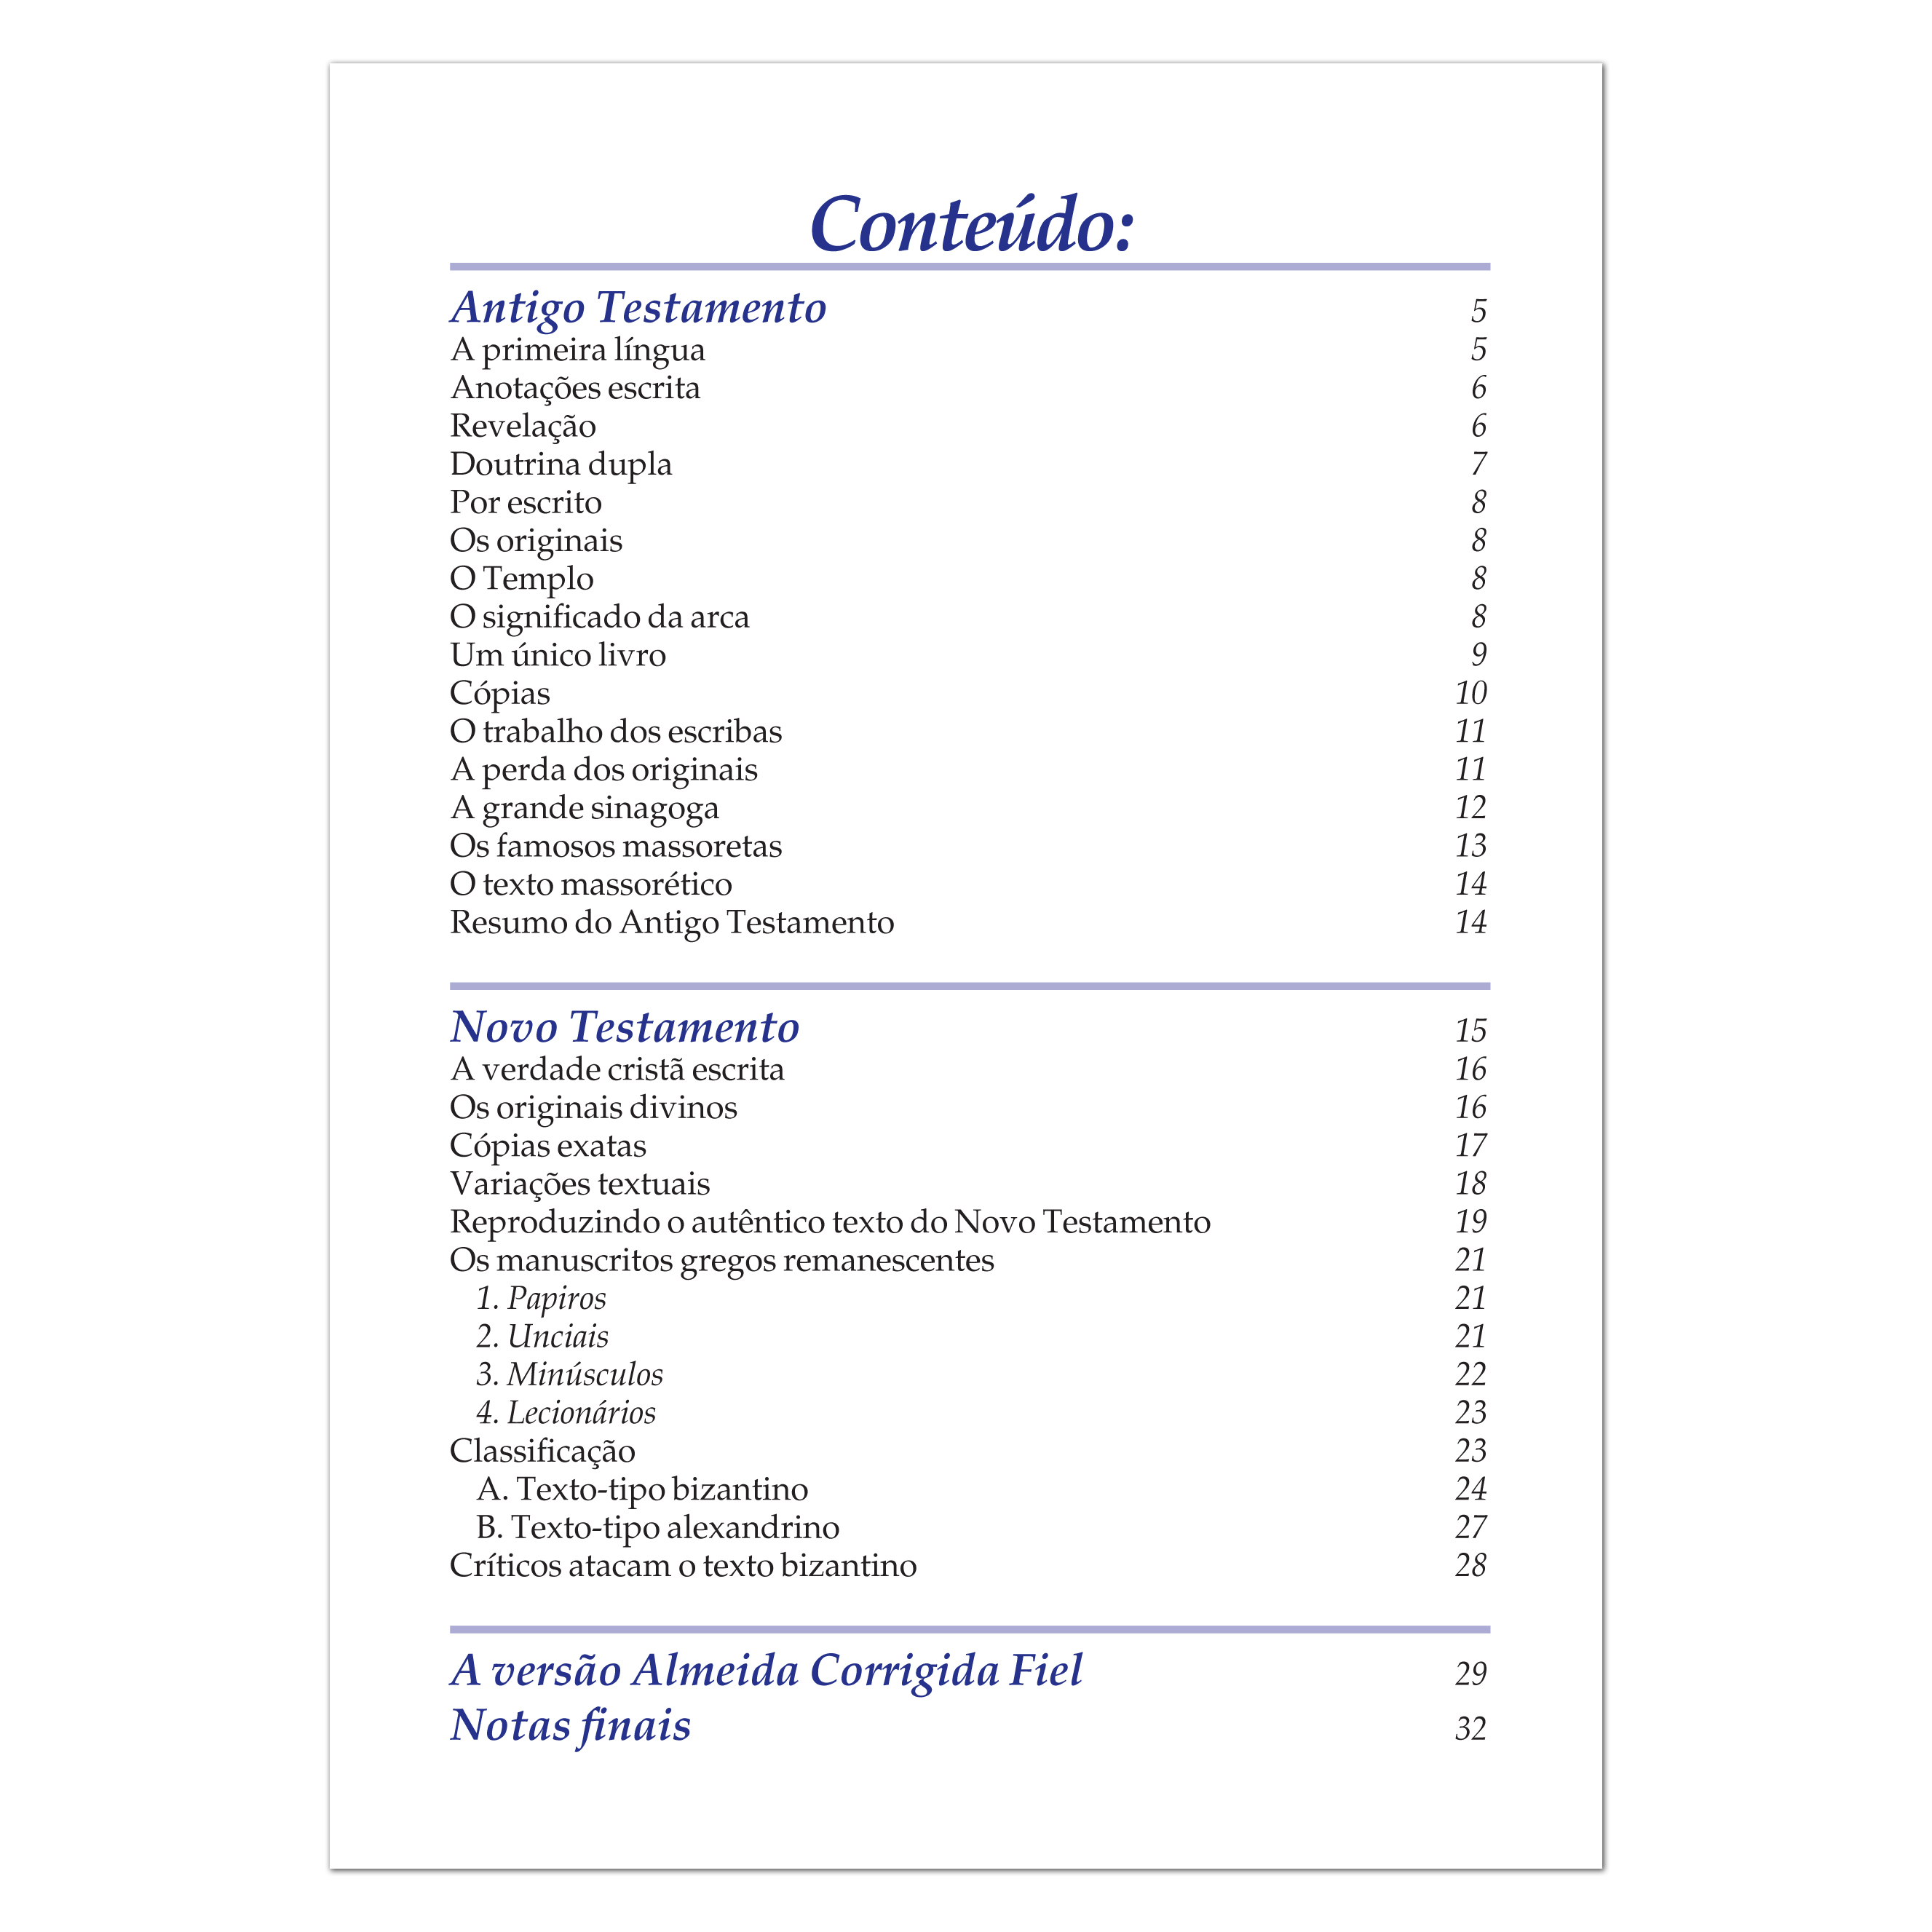 Conteúdo:
Antigo Testamento 5
A primeira língua 5
Anotações escrita 6
Revelação 6
Doutrina dupla 7
Por escrito 8
Os originais 8
O Templo 8
O significado da arca 8
Um único livro 9
Cópias 10
O trabalho dos escribas 11
A perda dos originais 11
A grande sinagoga 12
Os famosos massoretas 13
O texto massorético 14
Resumo do Antigo Testamento 14
Novo Testamento 15
A verdade cristã escrita 16
Os originais divinos 16
Cópias exatas 17
Variações textuais 18
Reproduzindo o autêntico texto do Novo Testamento 19
Os manuscritos gregos remanescentes 21
1. Papiros 21
2. Unciais 21
3. Minúsculos 22
4. Lecionários 23
Classificação 23
A. Texto-tipo bizantino 24
B. Texto-tipo alexandrino 27
Críticos atacam o texto bizantino 28
A versão Almeida Corrigida Fiel 29
Notas finais 32